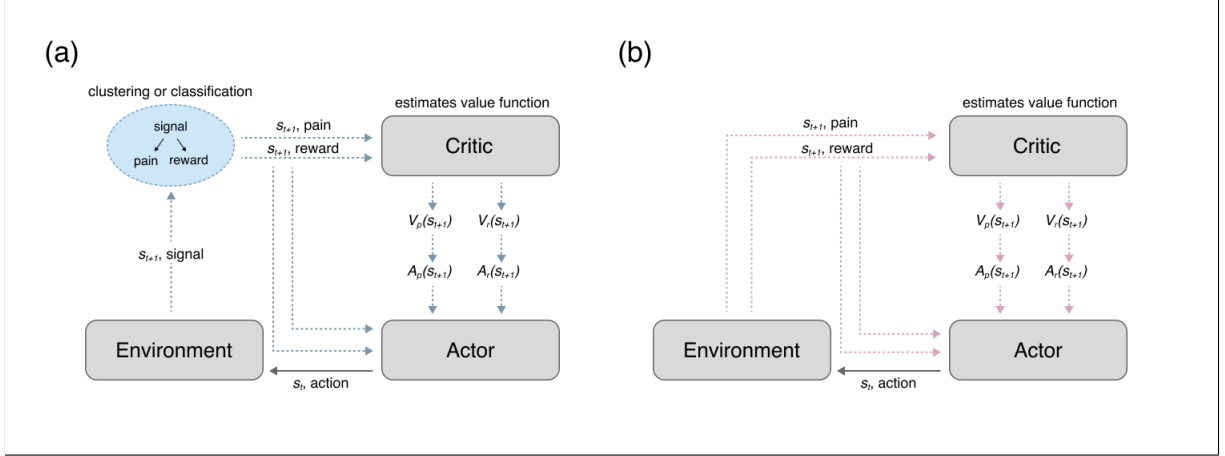 (a)
clustering or classification
signal
pain reward
s_{t+1}, pain
s_{t+1}, reward
estimates value function
Critic
V_p(s_{t+1}) V_r(s_{t+1})
A_p(s_{t+1}) A_r(s_{t+1})
s_{t+1}, signal
Environment
Actor
s_t, action
(b)
s_{t+1}, pain
s_{t+1}, reward
estimates value function
Critic
V_p(s_{t+1}) V_r(s_{t+1})
A_p(s_{t+1}) A_r(s_{t+1})
Environment
Actor
s_t, action